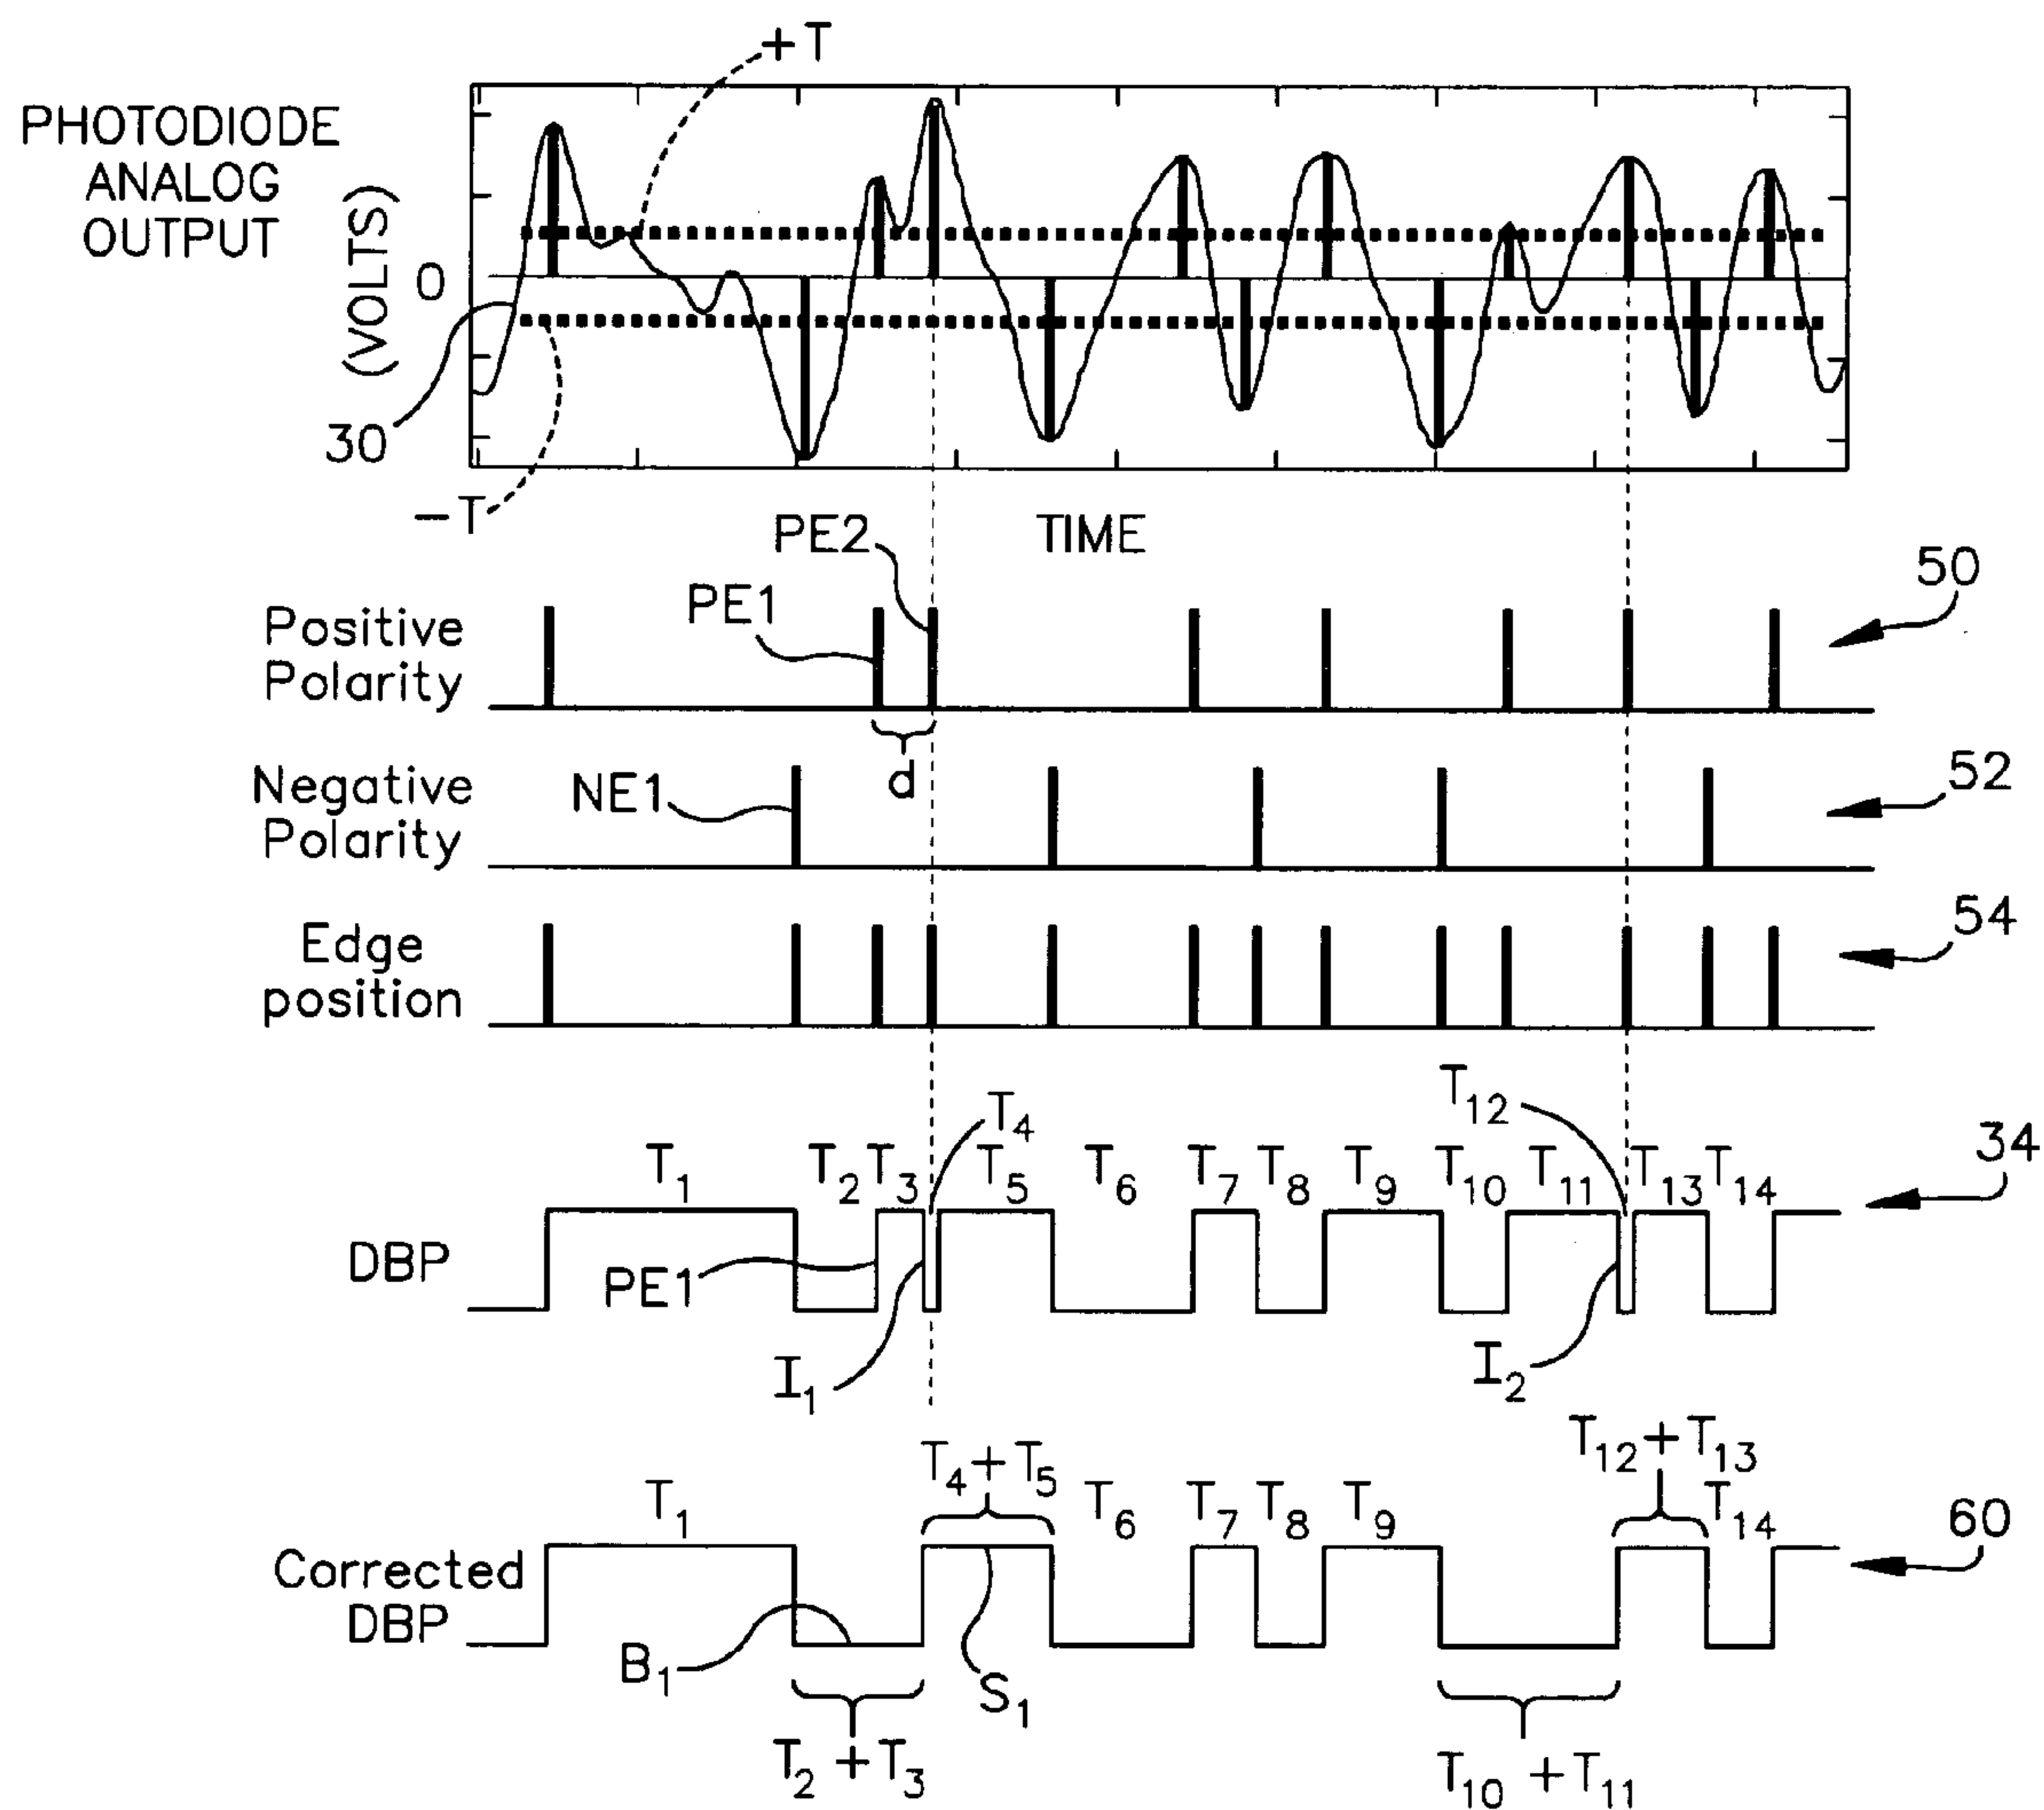 +T
PHOTODIODE
ANALOG
OUTPUT
(VOLTS)
0
30
−T
TIME
PE2
PE1
50
Positive
Polarity
d
NE1
52
Negative
Polarity
54
Edge
position
T4
T12
34
T1 T2 T3 T5 T6 T7 T8 T9 T10 T11 T13 T14
DBP
PE1
I1
I2
T4+T5
T12+T13
T1 T6 T7 T8 T9 T14
60
Corrected
DBP
B1
S1
T2+T3
T10+T11